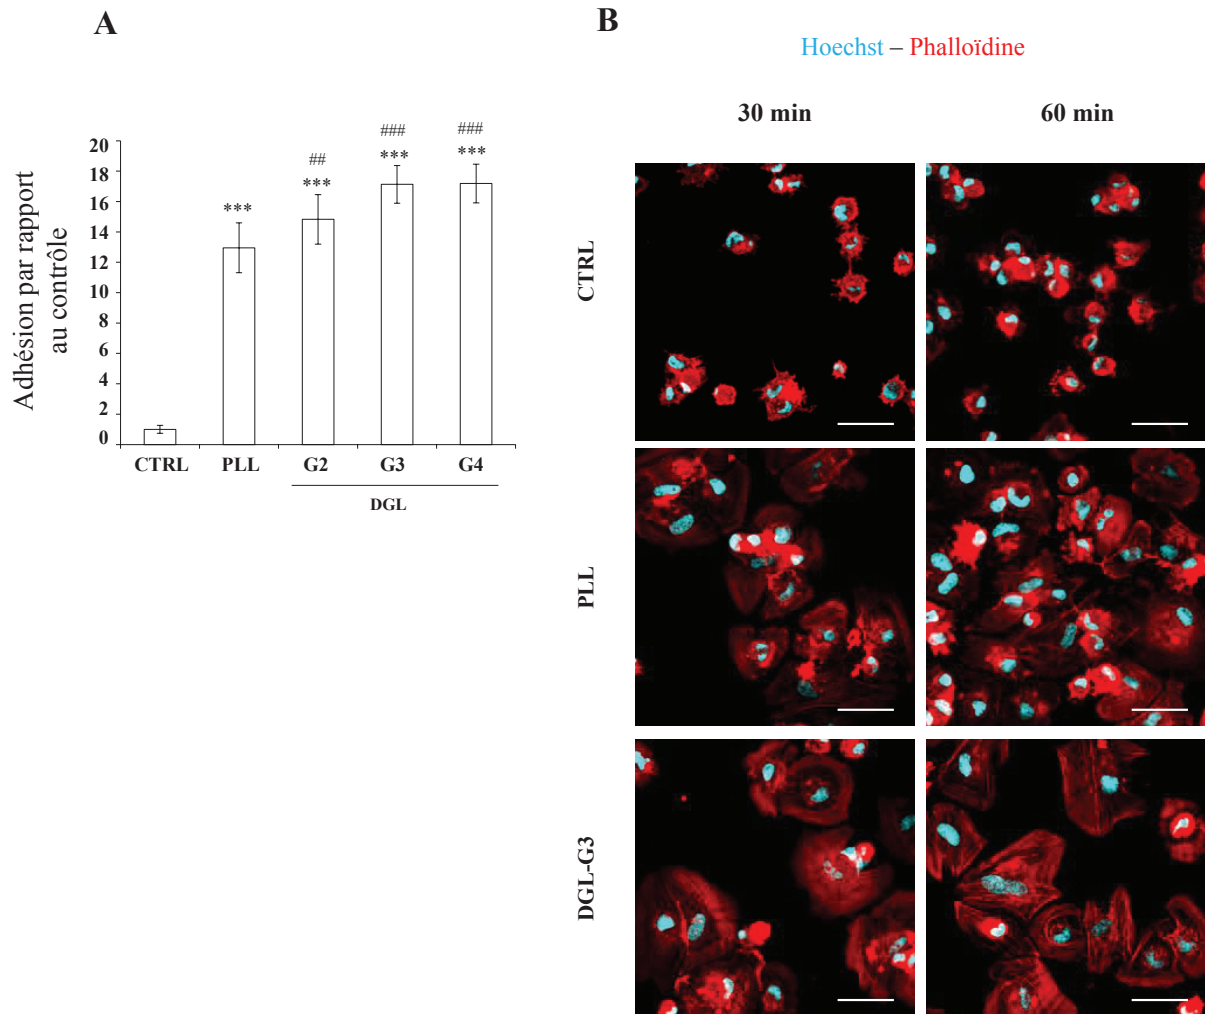 A
Adhésion par rapport
au contrôle
20
18
16
14
12
10
8
6
4
2
0
***
##
***
###
***
###
***
CTRL PLL G2 G3 G4
DGL
B
Hoechst – Phalloïdine
30 min 60 min
CTRL
PLL
DGL-G3